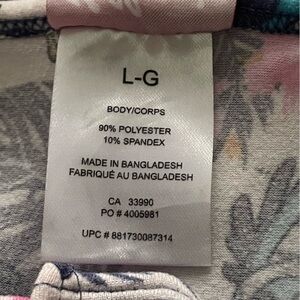 L-G
BODY/CORPS
90% POLYESTER
10% SPANDEX
MADE IN BANGLADESH
FABRIQUÉ AU BANGLADESH
CA 33990
PO # 4005981
UPC # 881730087314